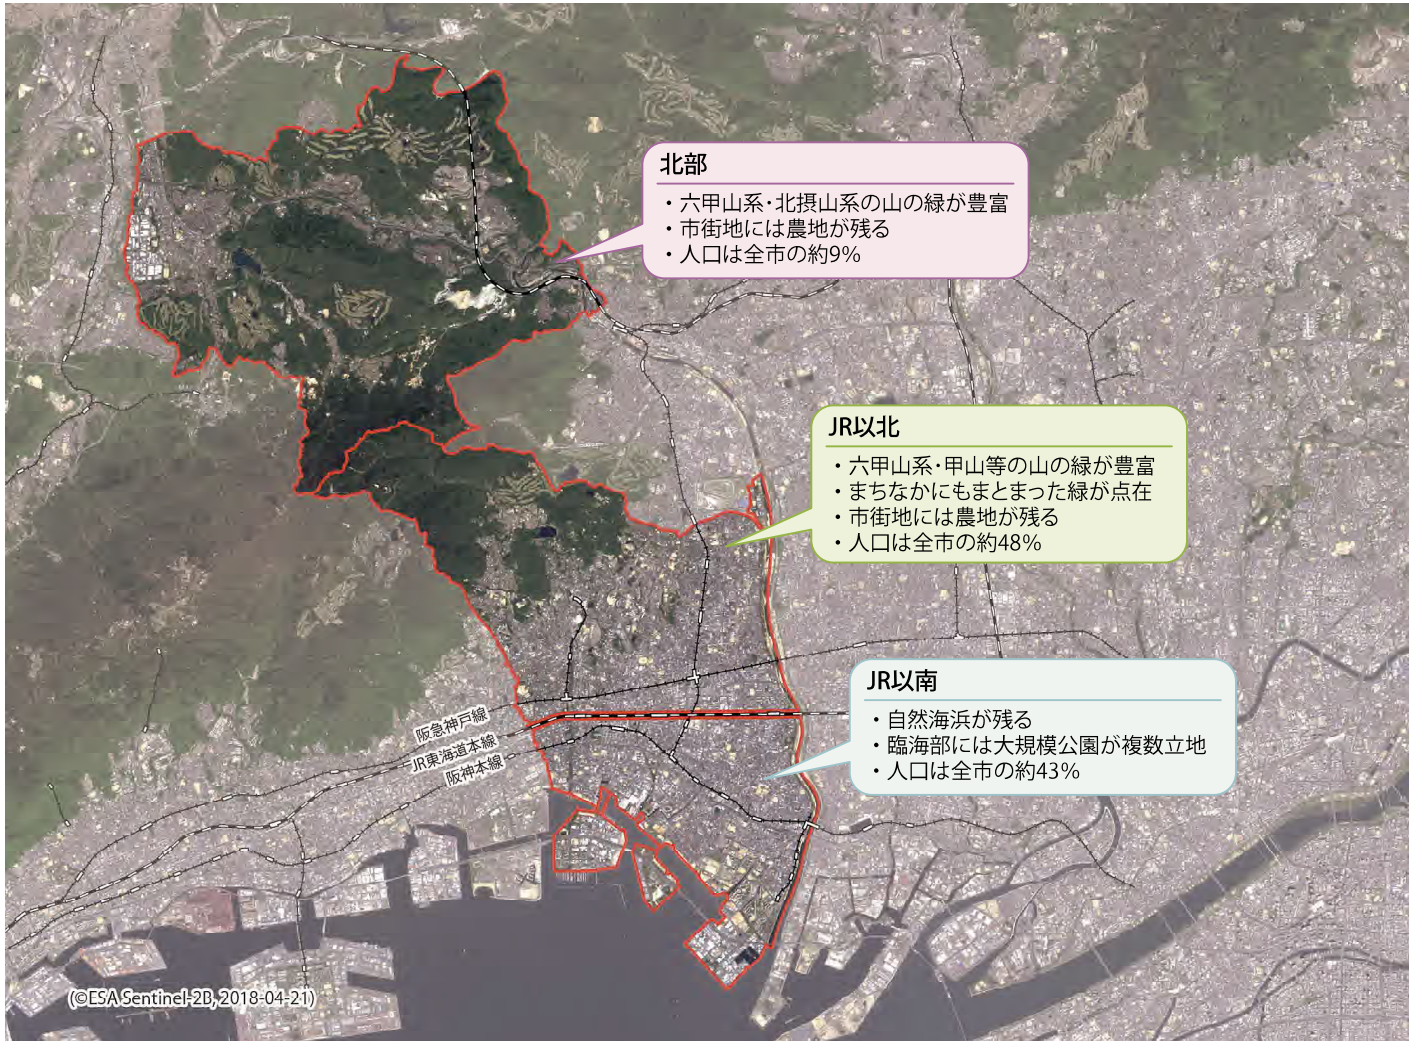 北部
・六甲山系・北摂山系の山の緑が豊富
・市街地には農地が残る
・人口は全市の約9%
JR以北
・六甲山系・甲山等の山の緑が豊富
・まちなかにもまとまった緑が点在
・市街地には農地が残る
・人口は全市の約48%
JR以南
・自然海浜が残る
・臨海部には大規模公園が複数立地
・人口は全市の約43%
阪急神戸線
JR東海道本線
阪神本線
(©ESA Sentinel-2B, 2018-04-21)